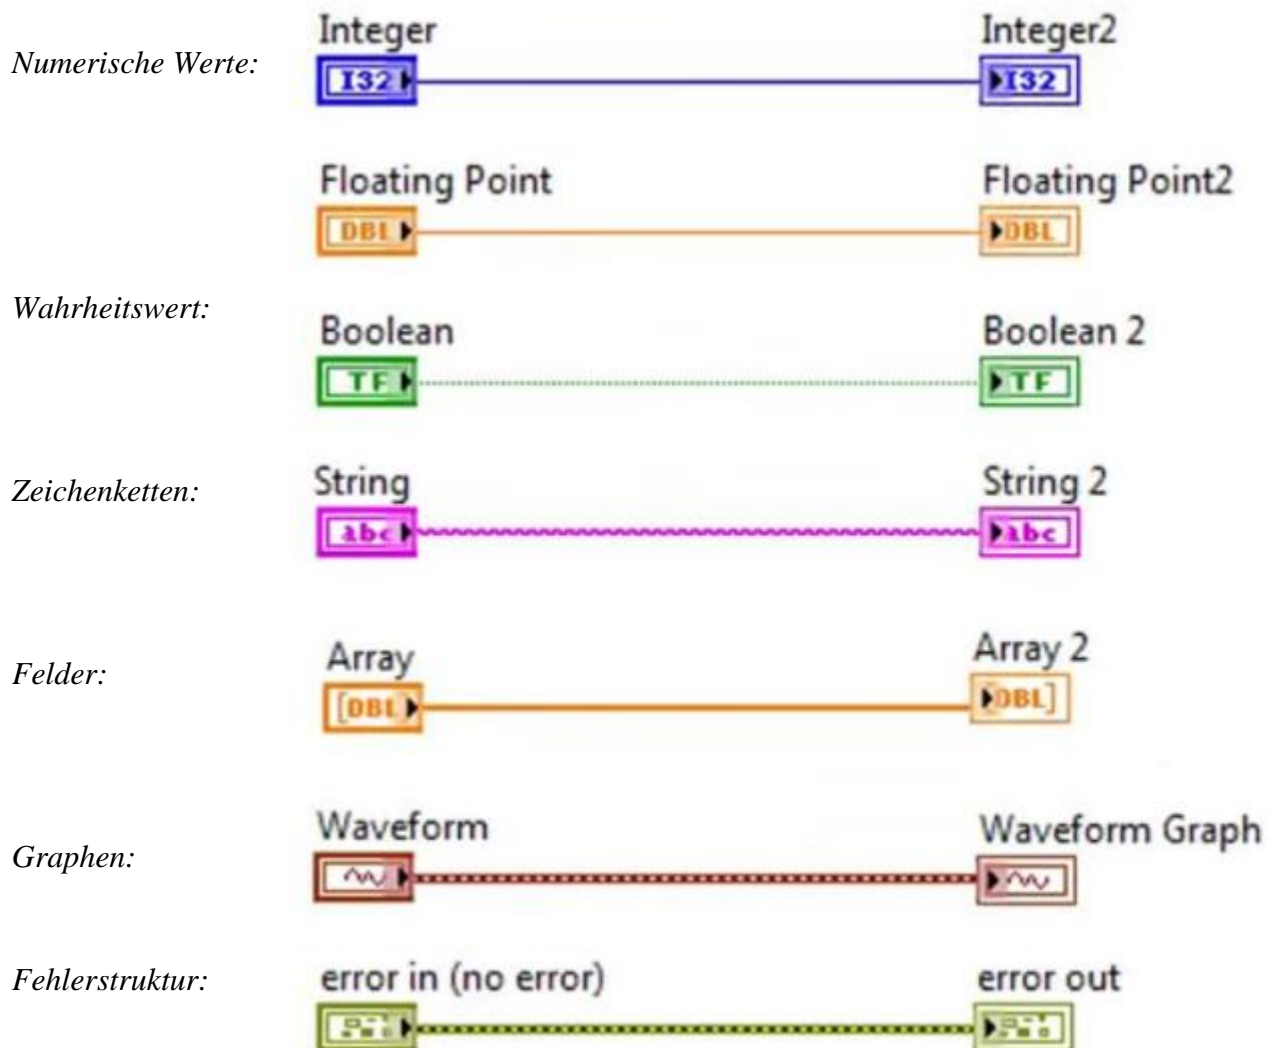 Integer Integer2
Numerische Werte:
I32 I32
Floating Point Floating Point2
DBL DBL
Wahrheitswert:
Boolean Boolean 2
TF TF
Zeichenketten:
String String 2
abc abc
Felder:
Array Array 2
[DBL] [DBL]
Graphen:
Waveform Waveform Graph
Fehlerstruktur:
error in (no error) error out